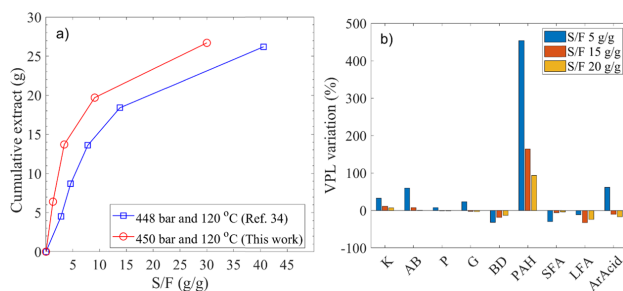 a)
Cumulative extract (g)
30
25
20
15
10
5
0
448 bar and 120 °C (Ref. 34)
450 bar and 120 °C (This work)
5 10 15 20 25 30 35 40 45
S/F (g/g)
b)
VPL variation (%)
500
400
300
200
100
0
-100
S/F 5 g/g
S/F 15 g/g
S/F 20 g/g
K AB P G BD PAH SFA LFA ArAcid